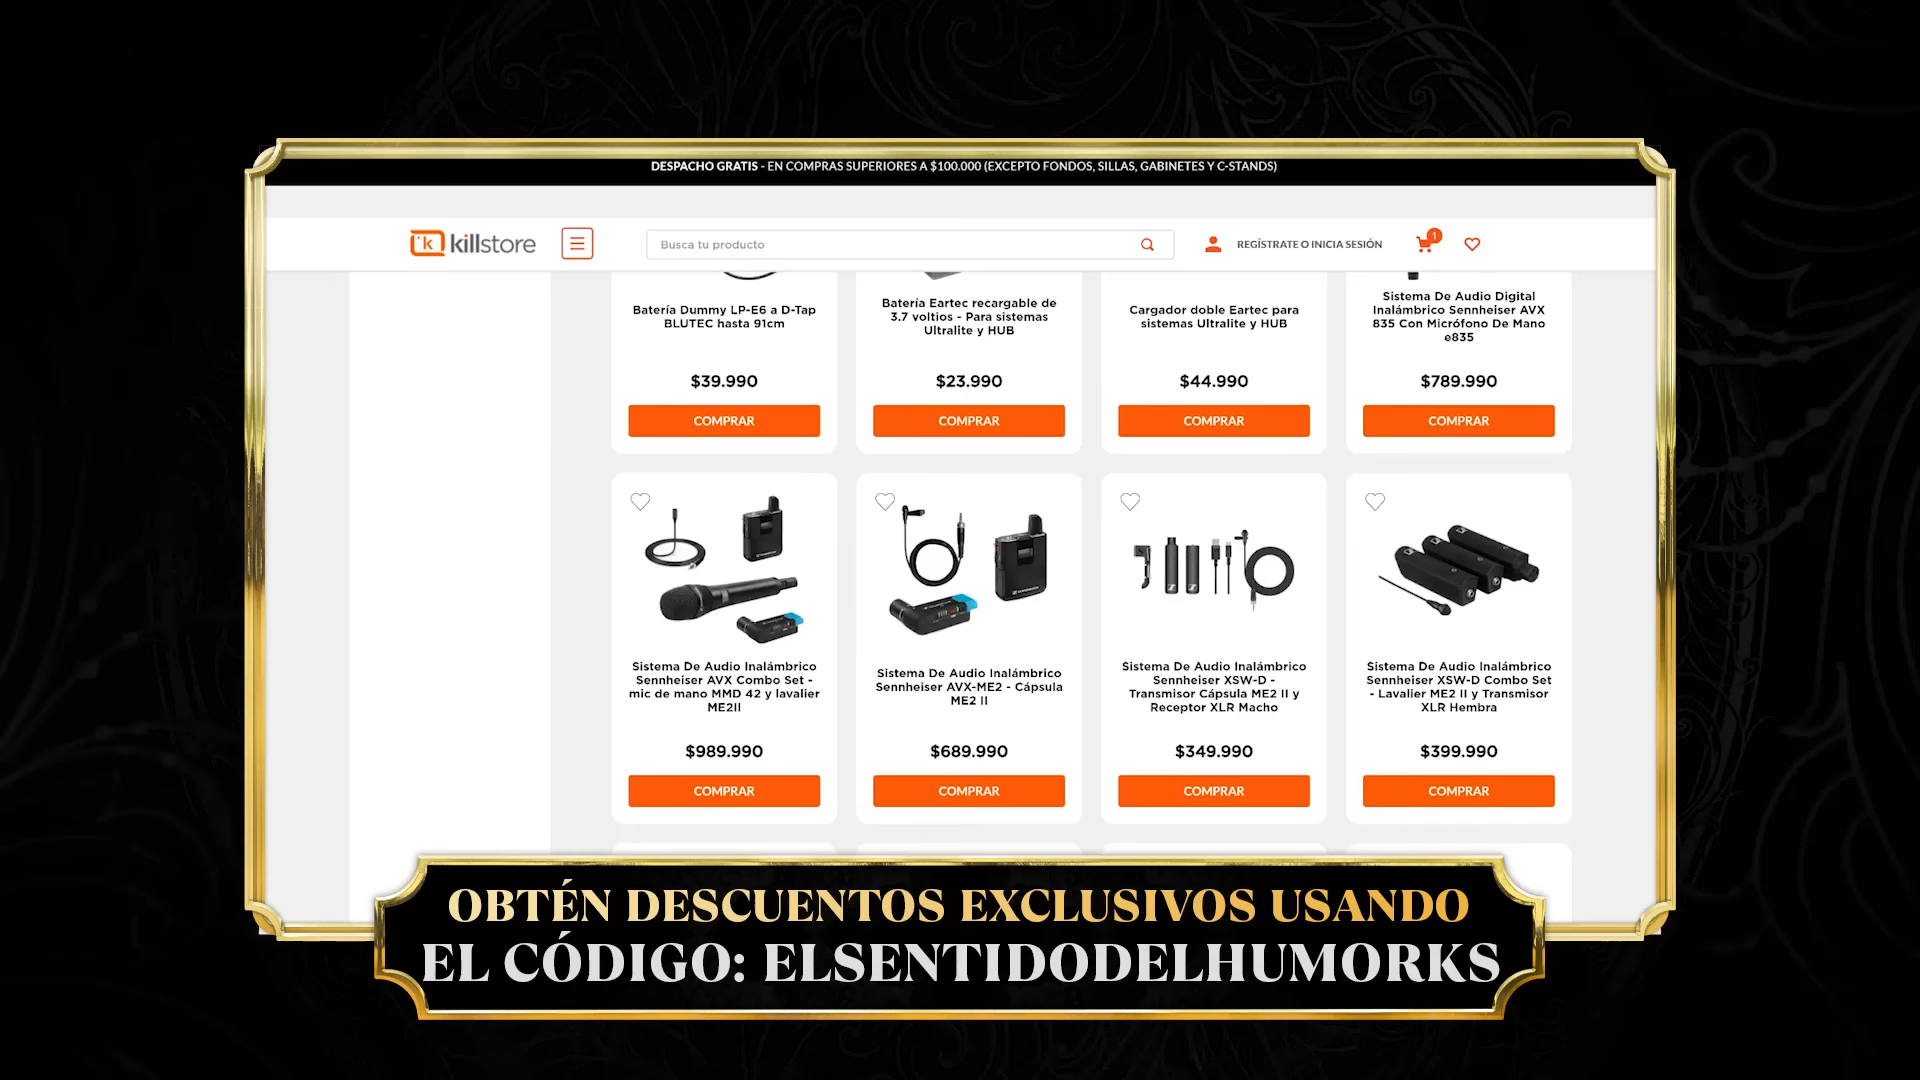 DESPACHO GRATIS - EN COMPRAS SUPERIORES A $100.000 (EXCEPTO FONDOS, SILLAS, GABINETES Y C-STANDS)
k killstore
Busca tu producto
REGÍSTRATE O INICIA SESIÓN
1
Batería Dummy LP-E6 a D-Tap
BLUTEC hasta 91cm
$39.990
COMPRAR
Batería Eartec recargable de
3.7 voltios - Para sistemas
Ultralite y HUB
$23.990
COMPRAR
Cargador doble Eartec para
sistemas Ultralite y HUB
$44.990
COMPRAR
Sistema De Audio Digital
Inalámbrico Sennheiser AVX
835 Con Micrófono De Mano
e835
$789.990
COMPRAR
Sistema De Audio Inalámbrico
Sennheiser AVX Combo Set -
mic de mano MMD 42 y lavalier
ME2II
$989.990
COMPRAR
Sistema De Audio Inalámbrico
Sennheiser AVX-ME2 - Cápsula
ME2 II
$689.990
COMPRAR
Sistema De Audio Inalámbrico
Sennheiser XSW-D -
Transmisor Cápsula ME2 II y
Receptor XLR Macho
$349.990
COMPRAR
Sistema De Audio Inalámbrico
Sennheiser XSW-D Combo Set
- Lavalier ME2 II y Transmisor
XLR Hembra
$399.990
COMPRAR
OBTÉN DESCUENTOS EXCLUSIVOS USANDO
EL CÓDIGO: ELSENTIDODELHUMORKS